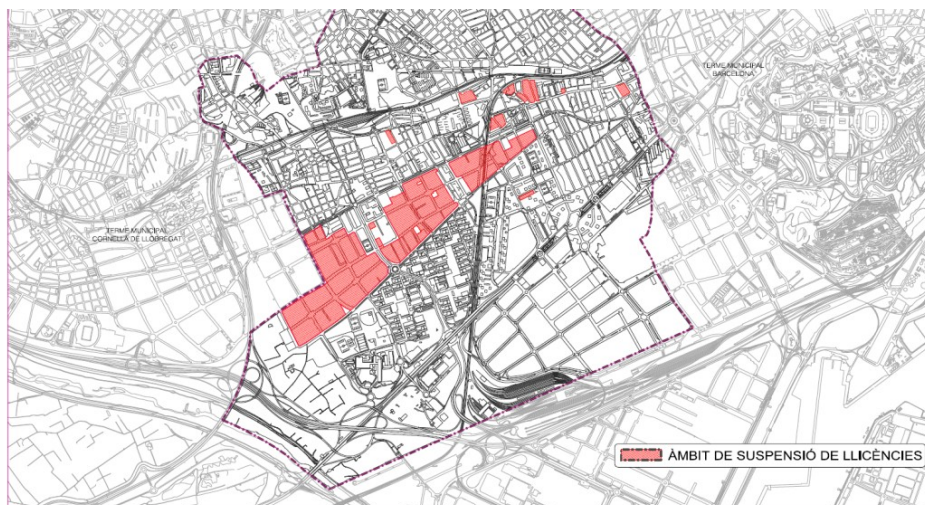 TERME MUNICIPAL
BARCELONA
TERME MUNICIPAL
CORNELLÀ DE LLOBREGAT
ÀMBIT DE SUSPENSIÓ DE LLICÈNCIES